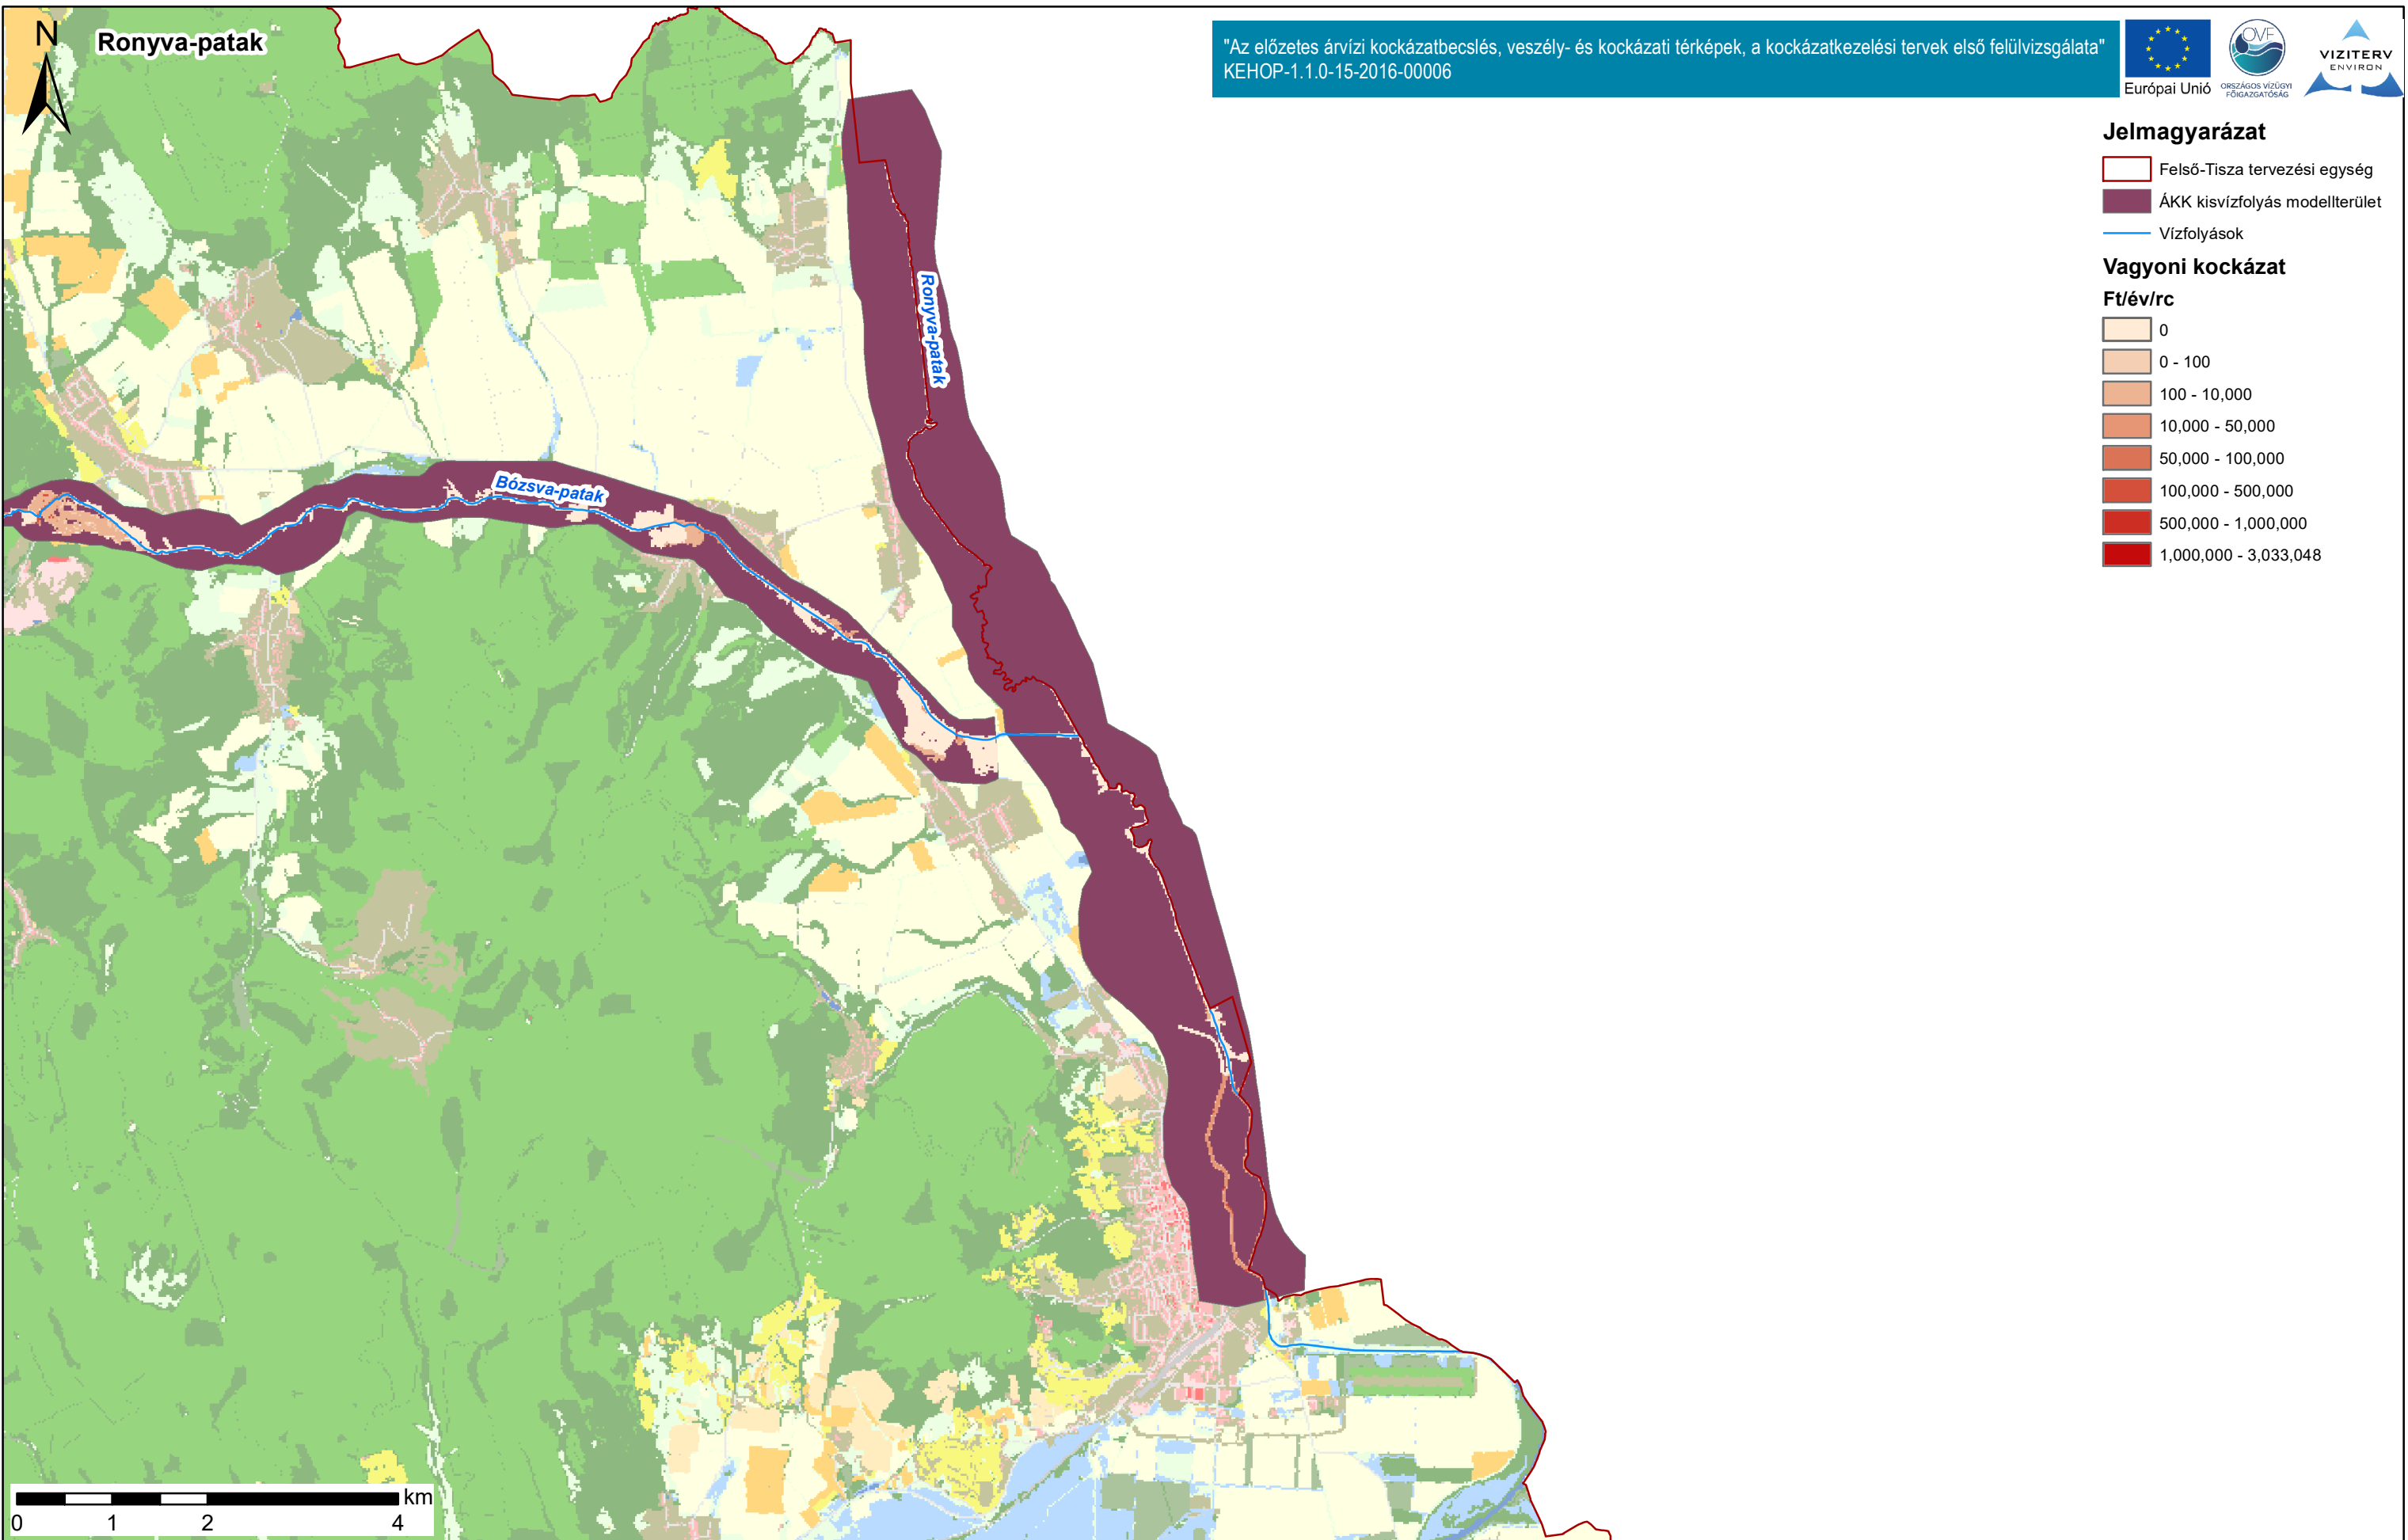 N
Ronyva-patak
"Az előzetes árvízi kockázatbecslés, veszély- és kockázati térképek, a kockázatkezelési tervek első felülvizsgálata"
KEHOP-1.1.0-15-2016-00006
Európai Unió
OVF
ORSZÁGOS VÍZÜGYI
FŐIGAZGATÓSÁG
VIZITERV
ENVIRON
Jelmagyarázat
Felső-Tisza tervezési egység
ÁKK kisvízfolyás modellterület
Vízfolyások
Vagyoni kockázat
Ft/év/rc
0
0 - 100
100 - 10,000
10,000 - 50,000
50,000 - 100,000
100,000 - 500,000
500,000 - 1,000,000
1,000,000 - 3,033,048
Ronyva-patak
Bózsva-patak
km
0 1 2 4